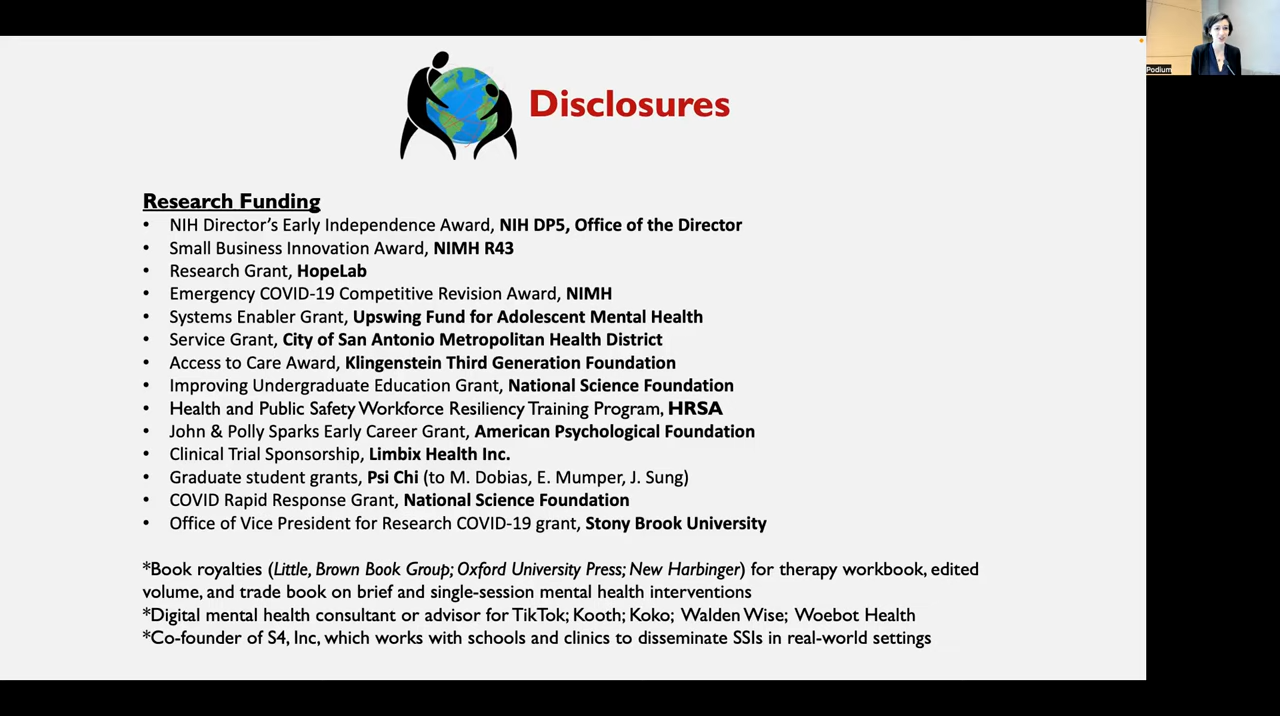 Podium
Disclosures
Research Funding
• NIH Director’s Early Independence Award, NIH DP5, Office of the Director
• Small Business Innovation Award, NIMH R43
• Research Grant, HopeLab
• Emergency COVID-19 Competitive Revision Award, NIMH
• Systems Enabler Grant, Upswing Fund for Adolescent Mental Health
• Service Grant, City of San Antonio Metropolitan Health District
• Access to Care Award, Klingenstein Third Generation Foundation
• Improving Undergraduate Education Grant, National Science Foundation
• Health and Public Safety Workforce Resiliency Training Program, HRSA
• John & Polly Sparks Early Career Grant, American Psychological Foundation
• Clinical Trial Sponsorship, Limbix Health Inc.
• Graduate student grants, Psi Chi (to M. Dobias, E. Mumper, J. Sung)
• COVID Rapid Response Grant, National Science Foundation
• Office of Vice President for Research COVID-19 grant, Stony Brook University
*Book royalties (Little, Brown Book Group; Oxford University Press; New Harbinger) for therapy workbook, edited
volume, and trade book on brief and single-session mental health interventions
*Digital mental health consultant or advisor for TikTok; Kooth; Koko; Walden Wise; Woebot Health
*Co-founder of S4, Inc, which works with schools and clinics to disseminate SSIs in real-world settings